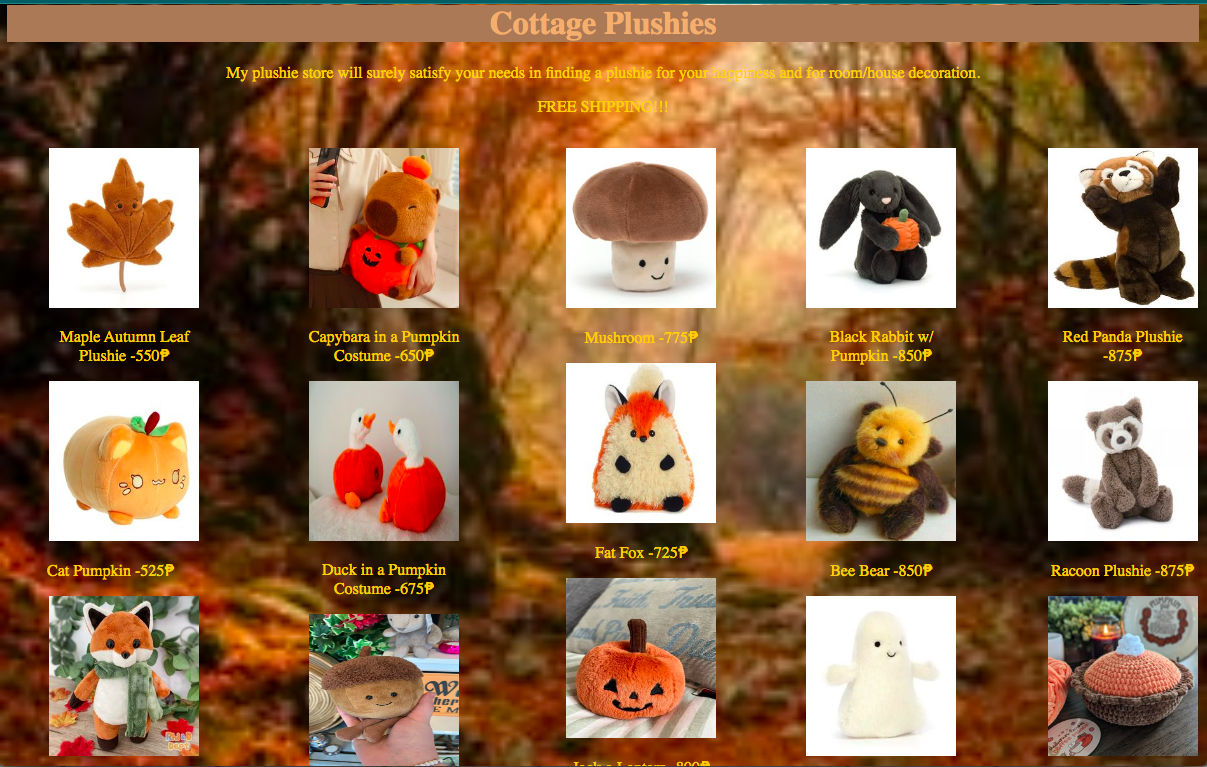 Cottage Plushies
My plushie store will surely satisfy your needs in finding a plushie for your happiness and for room/house decoration.
FREE SHIPPING!!!
Maple Autumn Leaf
Plushie -550₱
Capybara in a Pumpkin
Costume -650₱
Mushroom -775₱
Black Rabbit w/
Pumpkin -850₱
Red Panda Plushie
-875₱
Cat Pumpkin -525₱
Duck in a Pumpkin
Costume -675₱
Fat Fox -725₱
Bee Bear -850₱
Racoon Plushie -875₱